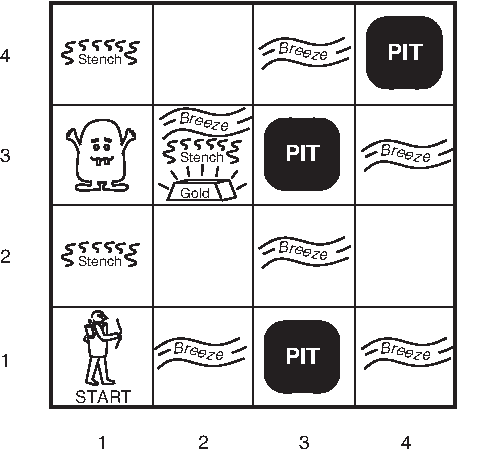 4
Stench
Breeze
PIT
3
Breeze
Stench
Gold
PIT
Breeze
2
Stench
Breeze
1
START
Breeze
PIT
Breeze
1 2 3 4